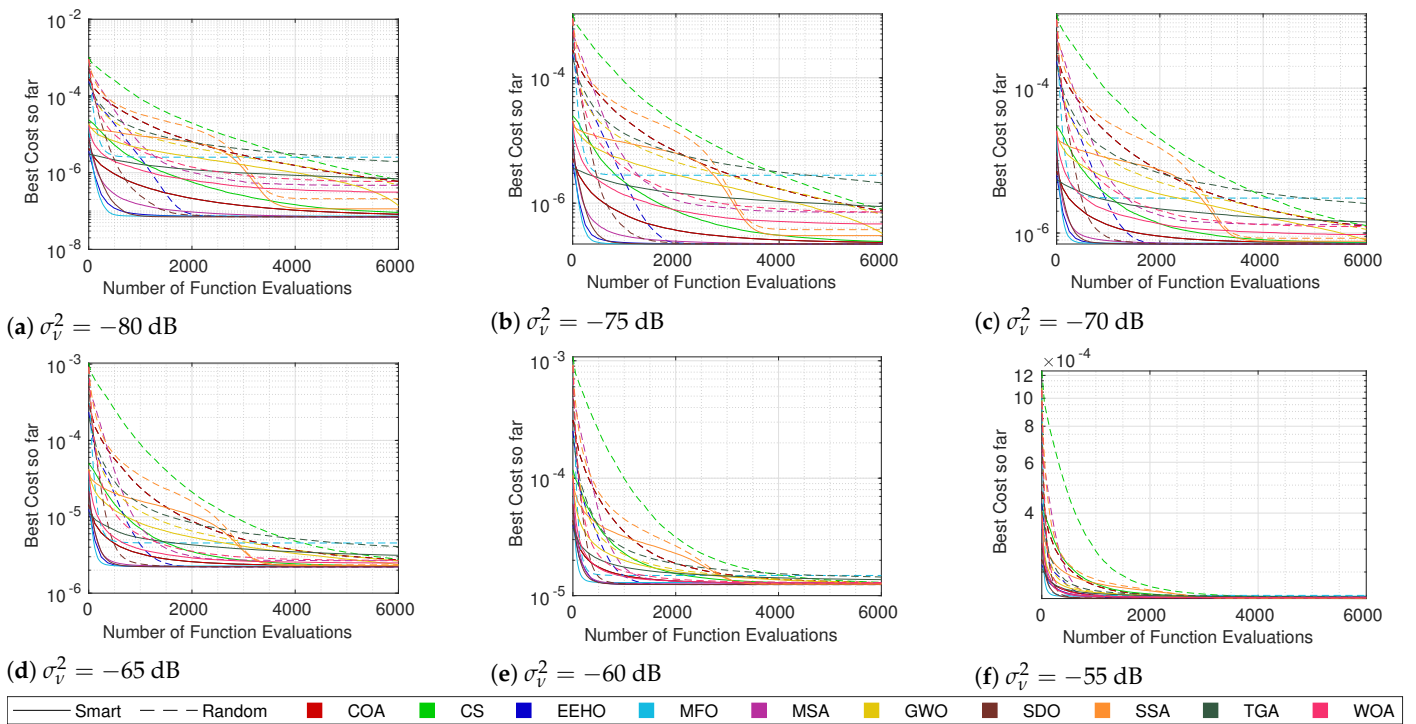 10^-2
10^-4
10^-6
10^-8
Best Cost so far
0 2000 4000 6000
Number of Function Evaluations
(a) σ_ν^2 = −80 dB
10^-4
10^-6
Best Cost so far
0 2000 4000 6000
Number of Function Evaluations
(b) σ_ν^2 = −75 dB
10^-4
10^-6
Best Cost so far
0 2000 4000 6000
Number of Function Evaluations
(c) σ_ν^2 = −70 dB
10^-3
10^-4
10^-5
10^-6
Best Cost so far
0 2000 4000 6000
Number of Function Evaluations
(d) σ_ν^2 = −65 dB
10^-3
10^-4
10^-5
Best Cost so far
0 2000 4000 6000
Number of Function Evaluations
(e) σ_ν^2 = −60 dB
×10^-4
12
10
8
6
4
Best Cost so far
0 2000 4000 6000
Number of Function Evaluations
(f) σ_ν^2 = −55 dB
Smart Random COA CS EEHO MFO MSA GWO SDO SSA TGA WOA